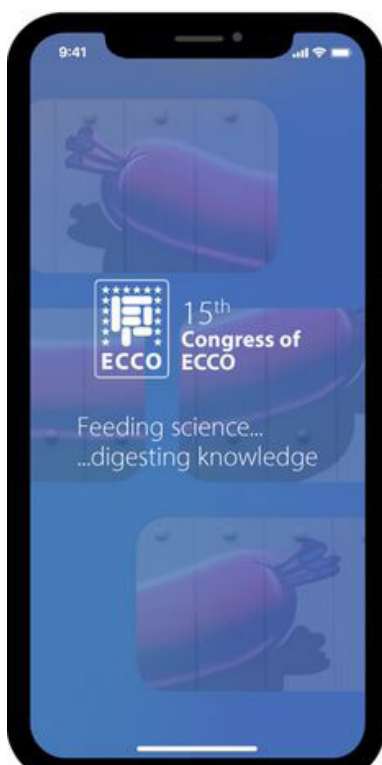 9:41
15th
Congress of
ECCO
ECCO
Feeding science...
...digesting knowledge